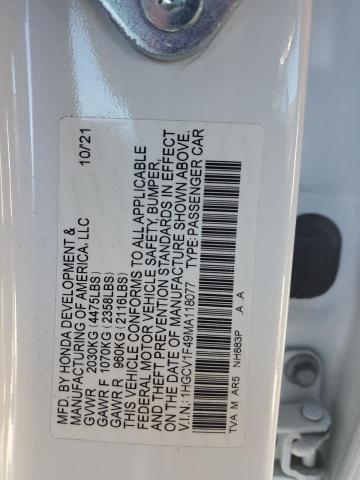 MFD. BY HONDA DEVELOPMENT &
MANUFACTURING OF AMERICA, LLC 10/21
GVWR 2030KG (4475LBS)
GAWR F 1070KG (2358LBS)
GAWR R 960KG (2116LBS)
THIS VEHICLE CONFORMS TO ALL APPLICABLE
FEDERAL MOTOR VEHICLE SAFETY, BUMPER,
AND THEFT PREVENTION STANDARDS IN EFFECT
ON THE DATE OF MANUFACTURE SHOWN ABOVE.
V.I.N.: 1HGCV1F49MA118077 TYPE: PASSENGER CAR
TVA M AR5 NH883P A . A